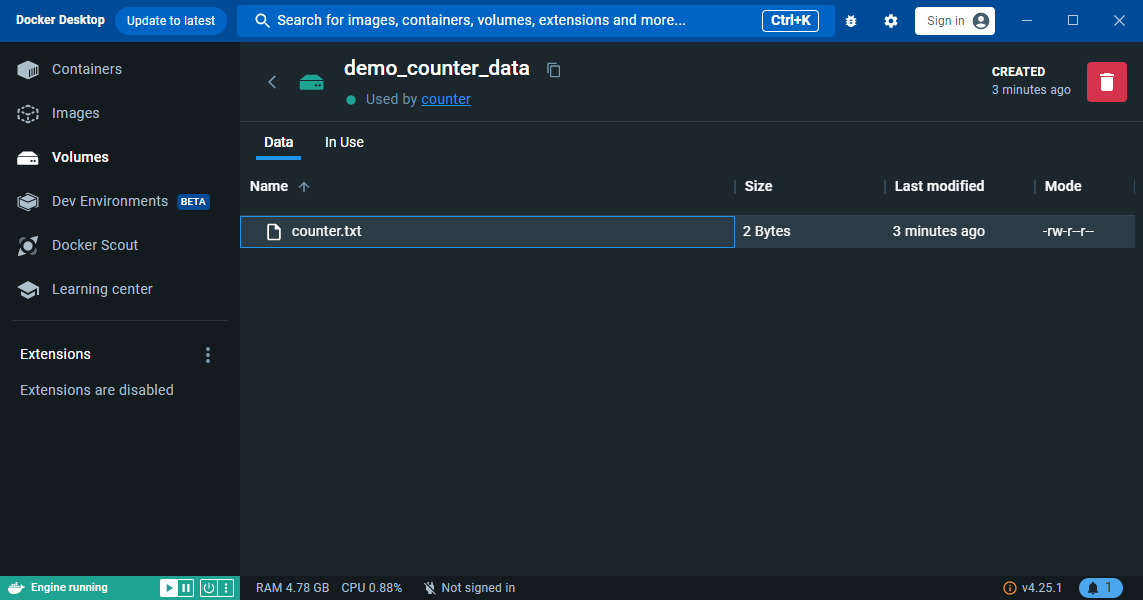 Docker Desktop
Update to latest
Search for images, containers, volumes, extensions and more...
Ctrl+K
Sign in
Containers
Images
Volumes
Dev Environments BETA
Docker Scout
Learning center
Extensions
Extensions are disabled
demo_counter_data
Used by counter
CREATED
3 minutes ago
Data
In Use
Name Size Last modified Mode
counter.txt 2 Bytes 3 minutes ago -rw-r--r--
Engine running
RAM 4.78 GB CPU 0.88% Not signed in
v4.25.1
1